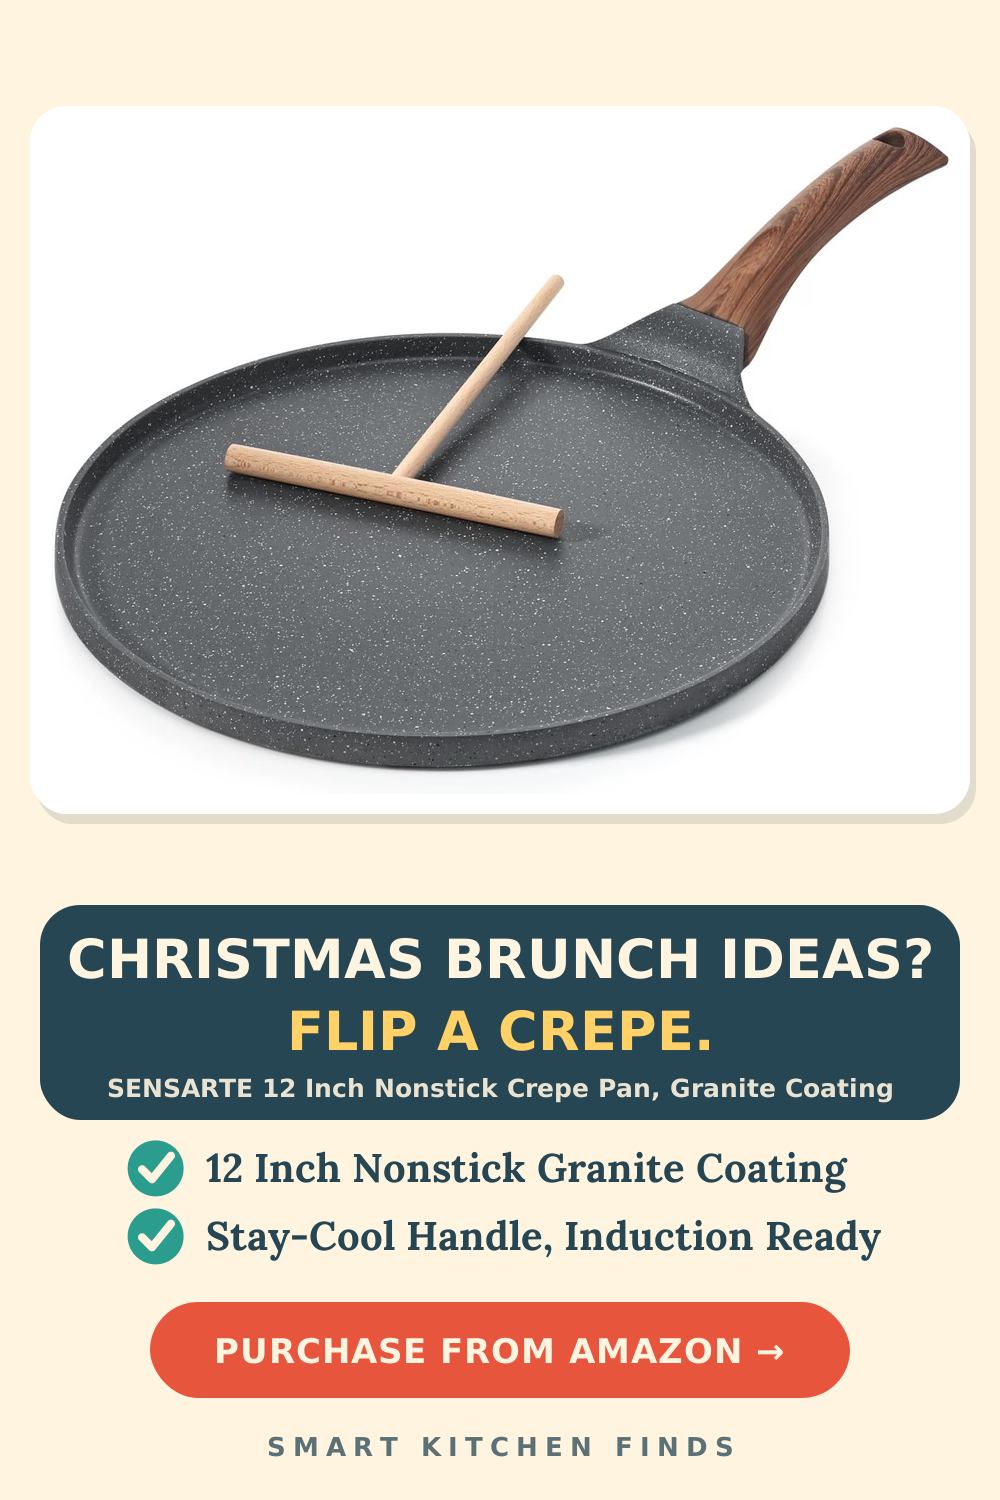 CHRISTMAS BRUNCH IDEAS?
FLIP A CREPE.
SENSARTE 12 Inch Nonstick Crepe Pan, Granite Coating
12 Inch Nonstick Granite Coating
Stay-Cool Handle, Induction Ready
PURCHASE FROM AMAZON →
SMART KITCHEN FINDS